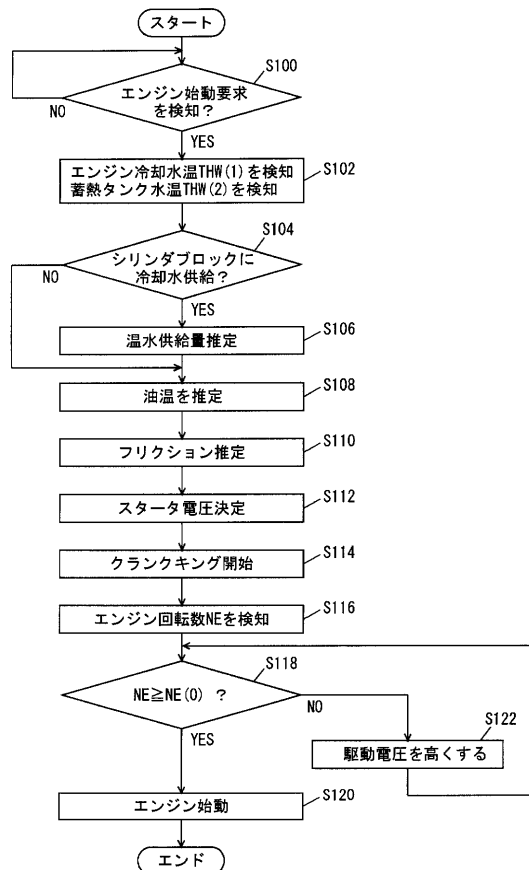 スタート
S100
エンジン始動要求
を検知?
NO
YES
エンジン冷却水温THW(1)を検知
蓄熱タンク水温THW(2)を検知
S102
S104
シリンダブロックに
冷却水供給?
NO
YES
温水供給量推定
S106
油温を推定
S108
フリクション推定
S110
スタータ電圧決定
S112
クランクキング開始
S114
エンジン回転数NEを検知
S116
S118
NE≧NE(0) ?
NO
YES
S122
駆動電圧を高くする
エンジン始動
S120
エンド